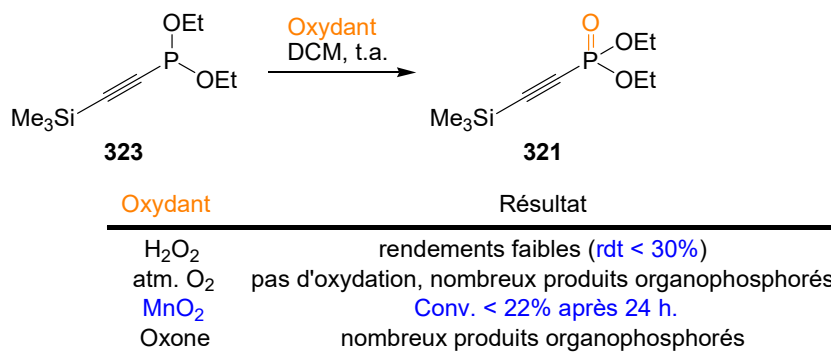 OEt
P
OEt
Me3Si
323
Oxydant
DCM, t.a.
O
OEt
P
O
Et
Me3Si
321
Oxydant Résultat
H2O2 rendements faibles (rdt < 30%)
atm. O2 pas d'oxydation, nombreux produits organophosphorés
MnO2 Conv. < 22% après 24 h.
Oxone nombreux produits organophosphorés